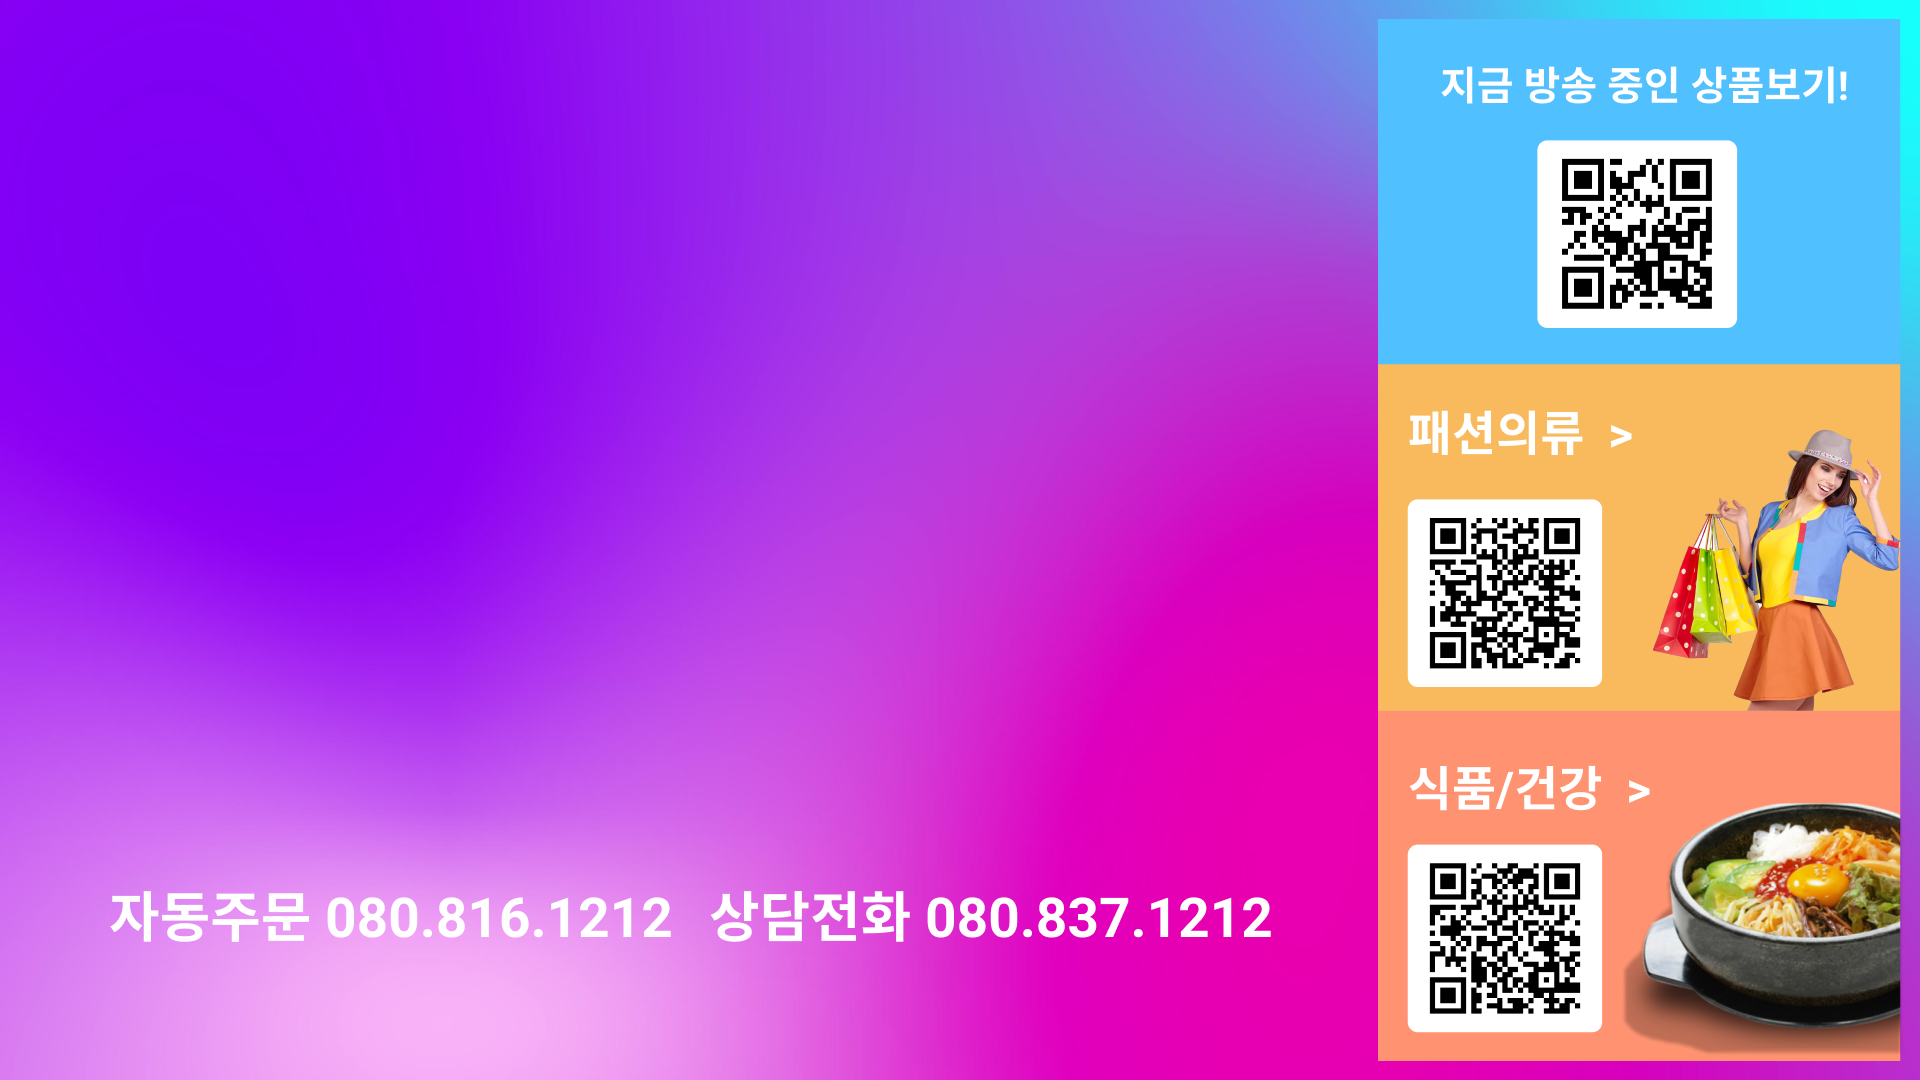 지금 방송 중인 상품보기!
패션의류 >
식품/건강 >
자동주문 080.816.1212 상담전화 080.837.1212